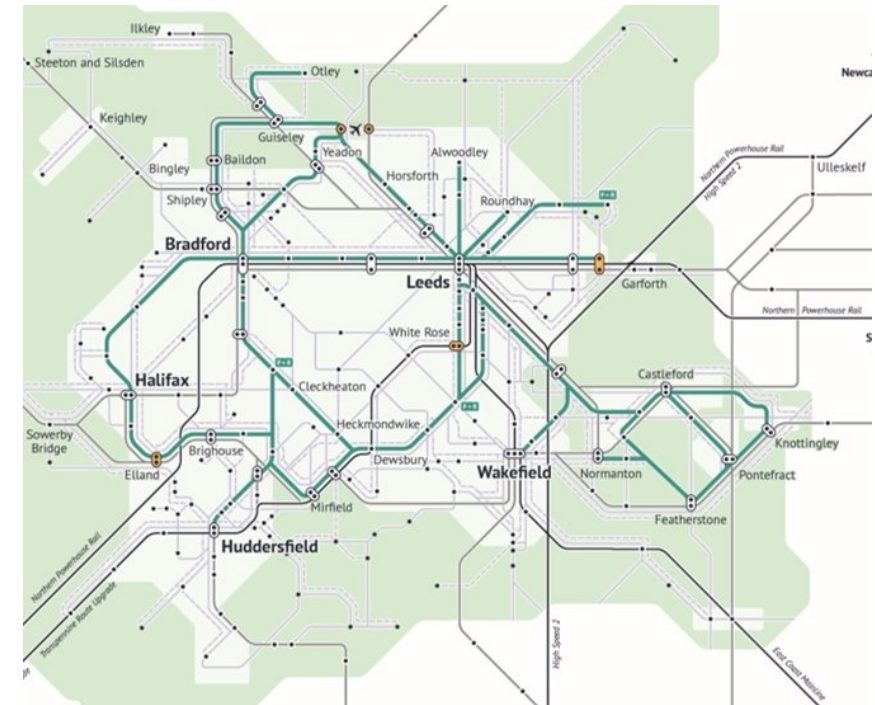 Ilkley
Steeton and Silsden
Otley
Newca
Keighley
Guiseley
Yeadon
Alwoodley
Northern Powerhouse Rail
High Speed 2
Ulleskelf
Baildon
Bingley
Horsforth
Shipley
Roundhay
P+R
Bradford
Leeds
Garforth
Northern Powerhouse Rail
White Rose
S
P+R
Cleckheaton
Castleford
Halifax
P+R
Heckmondwike
Sowerby
Bridge
Brighouse
Dewsbury
Knottingley
Elland
Wakefield
Normanton
Pontefract
Mirfield
Featherstone
Huddersfield
Northern Powerhouse Rail
Transpennine Route Upgrade
High Speed 2
East Coast Mainline